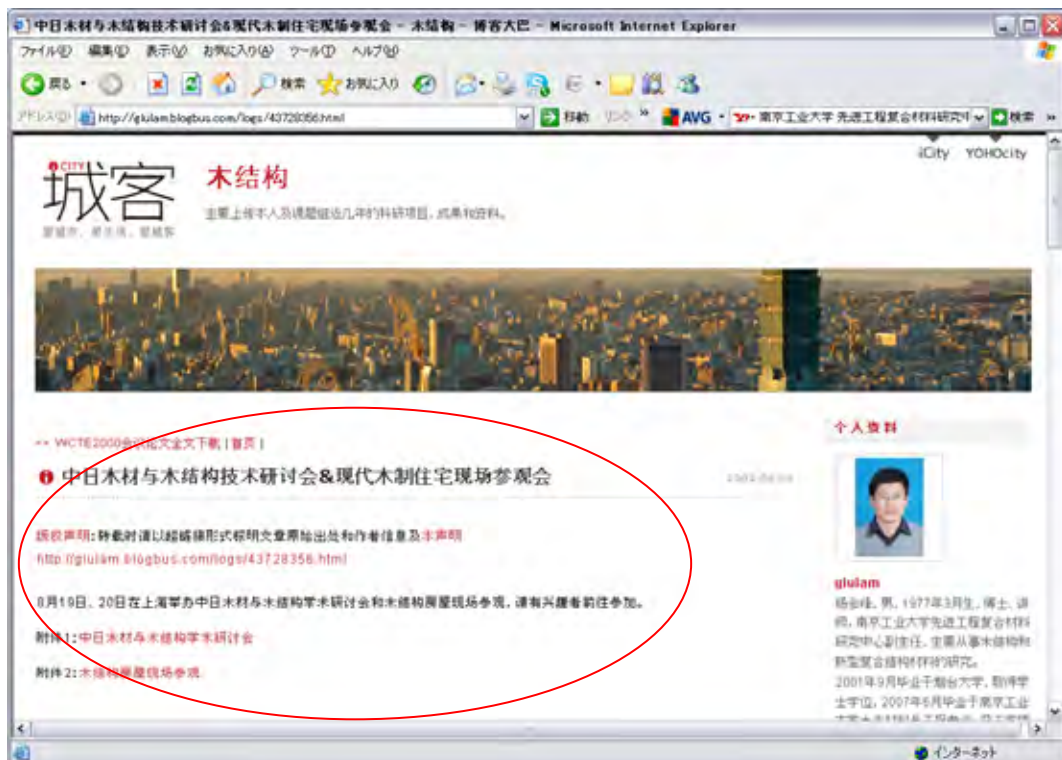 中日木材与木结构技术研讨会&现代木制住宅现场参观会 - 木结构 - 博客大巴 - Microsoft Internet Explorer
ファイル(F) 編集(E) 表示(V) お気に入り(A) ツール(T) ヘルプ(H)
戻る 検索 お気に入り
アドレス(D) http://glulam.blogbus.com/logs/43728356.html 移動 リンク » AVG 南京工业大学 先进工程复合材料研究 检索 »
iCity YOHOcity
CITY
城客 木结构
主要上传本人及课题组近几年的科研项目、成果和资料。
个人资料
WCTE2000会议论文全文下载 | 首页 |
中日木材与木结构技术研讨会&现代木制住宅现场参观会
版权声明:转载时请以超链接形式标明文章原始出处和作者信息及本声明
http://glulam.blogbus.com/logs/43728356.html
glulam
8月19日、20日在上海举办中日木材与木结构学术研讨会和木结构房屋现场参观,请有兴趣者前往参加。
杨会峰,男,1977年3月生,博士,讲
师,南京工业大学先进工程复合材料
研究中心副主任,主要从事木结构和
新型复合结构材料的研究。
附件1:中日木材与木结构学术研讨会
附件2:木结构房屋现场参观
2001年9月毕业于烟台大学,取得学
士学位,2007年6月毕业于南京工业
インターネット